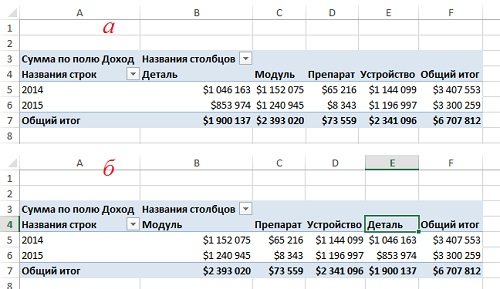 A B C D E F
1 а
2
3 Сумма по полю Доход Названия столбцов
4 Названия строк Деталь Модуль Препарат Устройство Общий итог
5 2014 $1 046 163 $1 152 075 $65 216 $1 144 099 $3 407 553
6 2015 $853 974 $1 240 945 $8 343 $1 196 997 $3 300 259
7 Общий итог $1 900 137 $2 393 020 $73 559 $2 341 096 $6 707 812
8
A B C D E F
1 б
2
3 Сумма по полю Доход Названия столбцов
4 Названия строк Модуль Препарат Устройство Деталь Общий итог
5 2014 $1 152 075 $65 216 $1 144 099 $1 046 163 $3 407 553
6 2015 $1 240 945 $8 343 $1 196 997 $853 974 $3 300 259
7 Общий итог $2 393 020 $73 559 $2 341 096 $1 900 137 $6 707 812
8